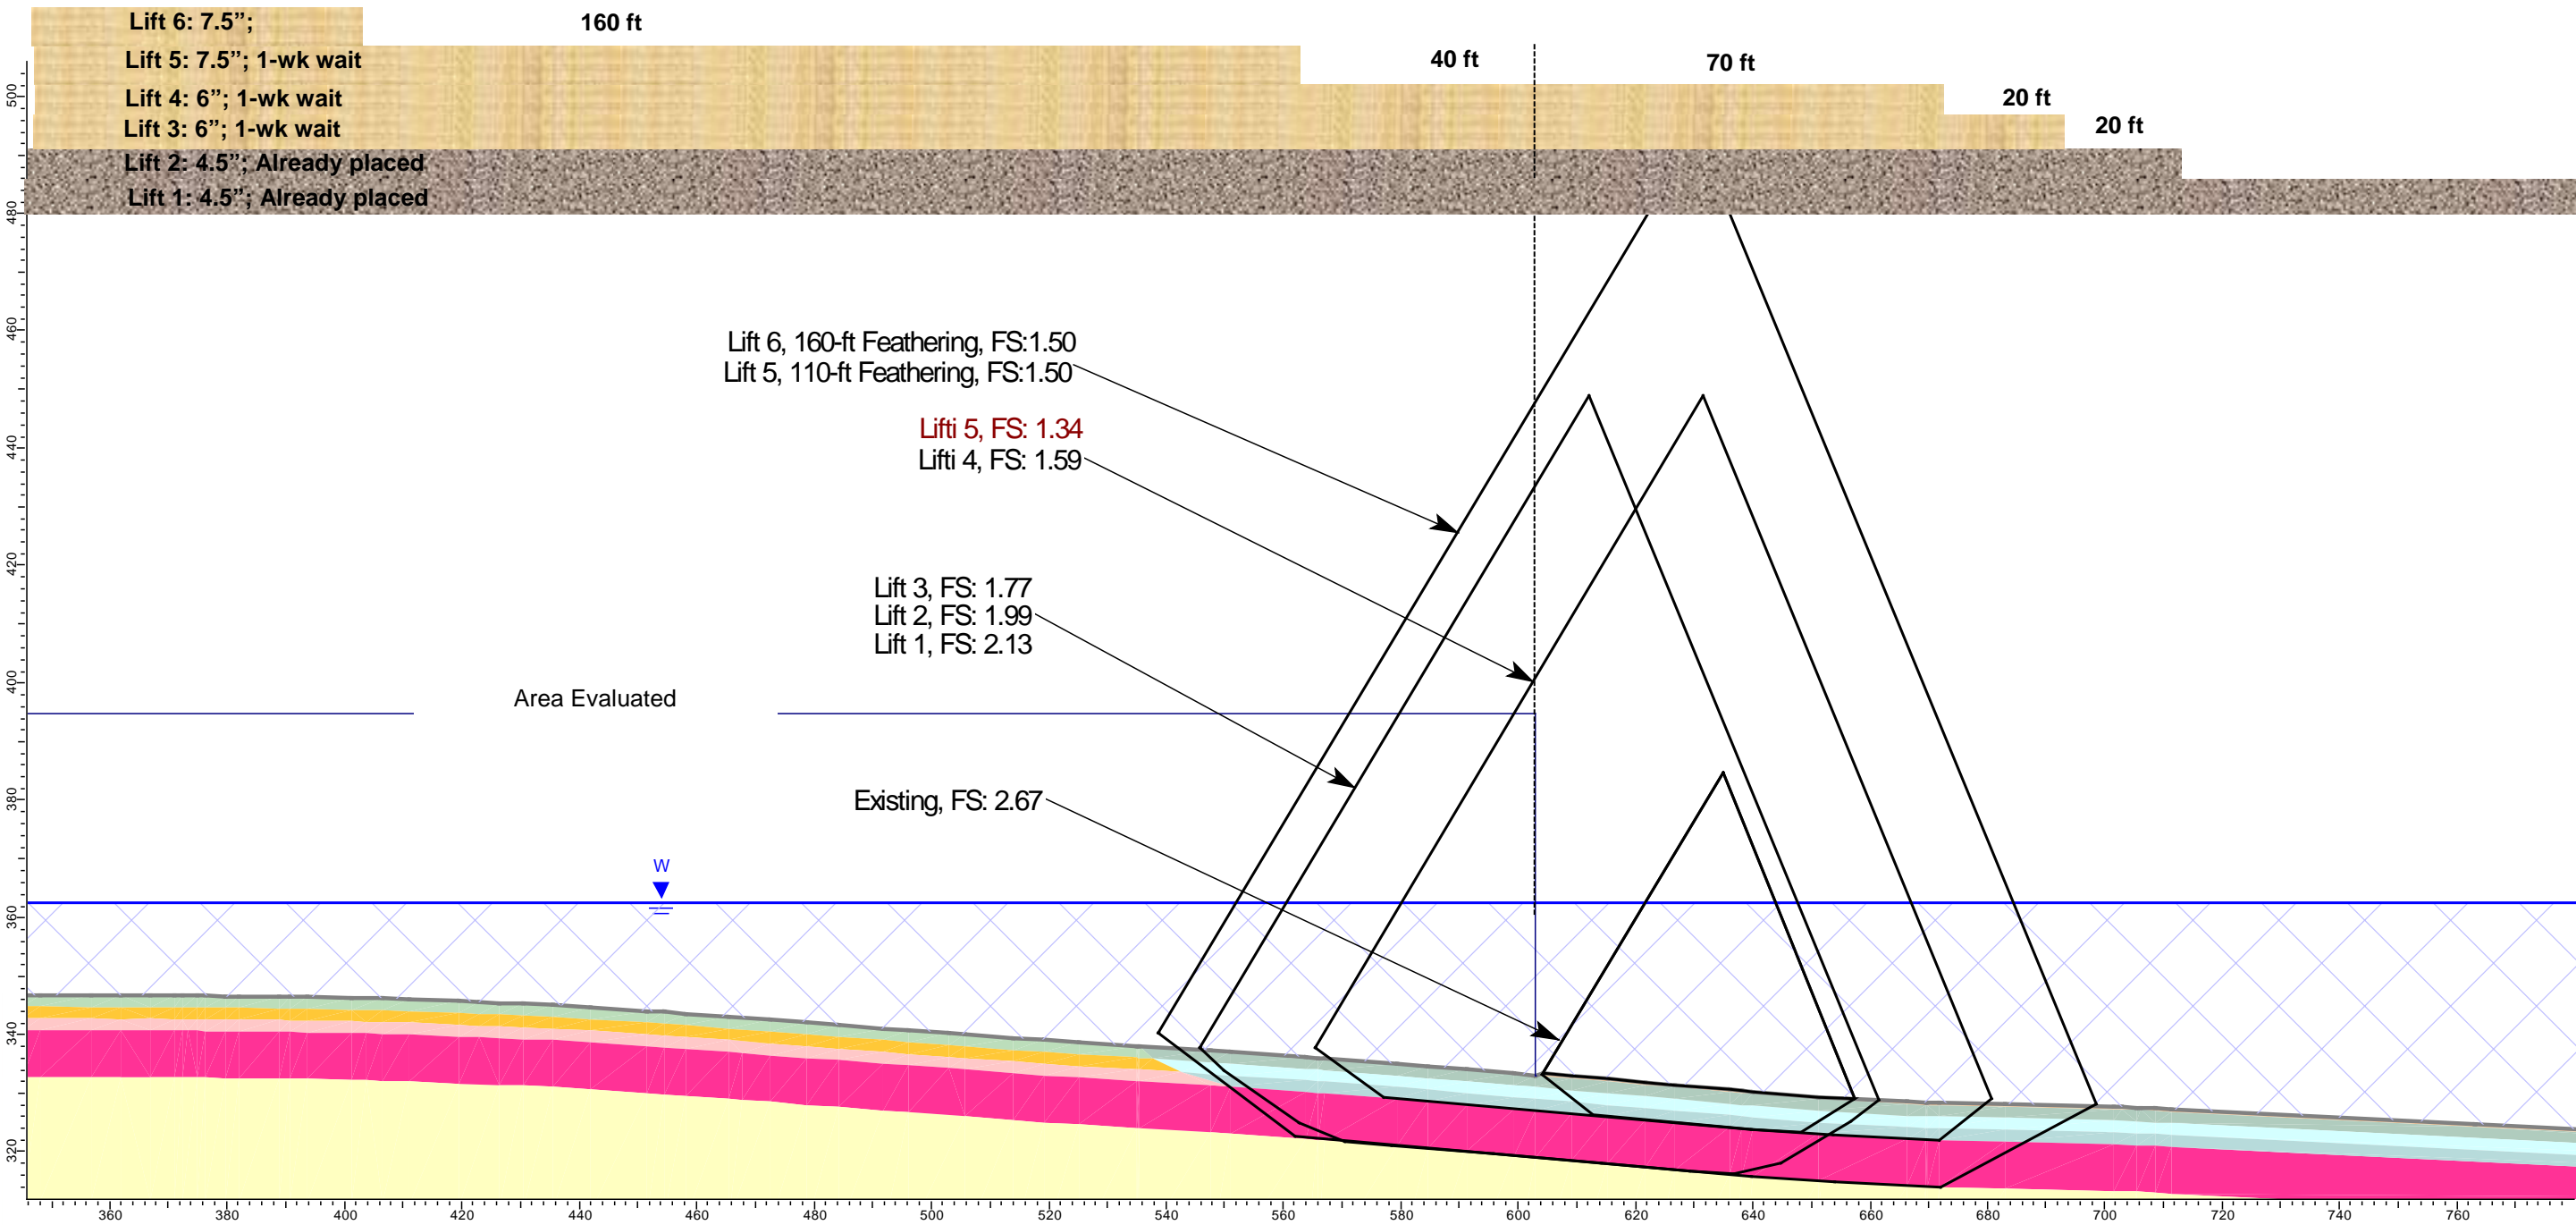 Lift 6: 7.5”;
160 ft
Lift 5: 7.5”; 1-wk wait
40 ft
70 ft
Lift 4: 6”; 1-wk wait
20 ft
Lift 3: 6”; 1-wk wait
20 ft
Lift 2: 4.5”; Already placed
Lift 1: 4.5”; Already placed
500
480
460
440
420
400
380
360
340
320
Lift 6, 160-ft Feathering, FS:1.50
Lift 5, 110-ft Feathering, FS:1.50
Lifti 5, FS: 1.34
Lifti 4, FS: 1.59
Lift 3, FS: 1.77
Lift 2, FS: 1.99
Lift 1, FS: 2.13
Area Evaluated
Existing, FS: 2.67
W
360 380 400 420 440 460 480 500 520 540 560 580 600 620 640 660 680 700 720 740 760